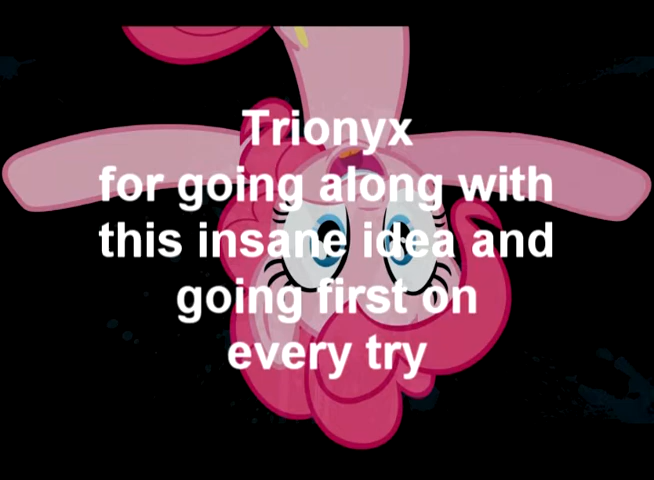 Trionyx
for going along with
this insane idea and
going first on
every try